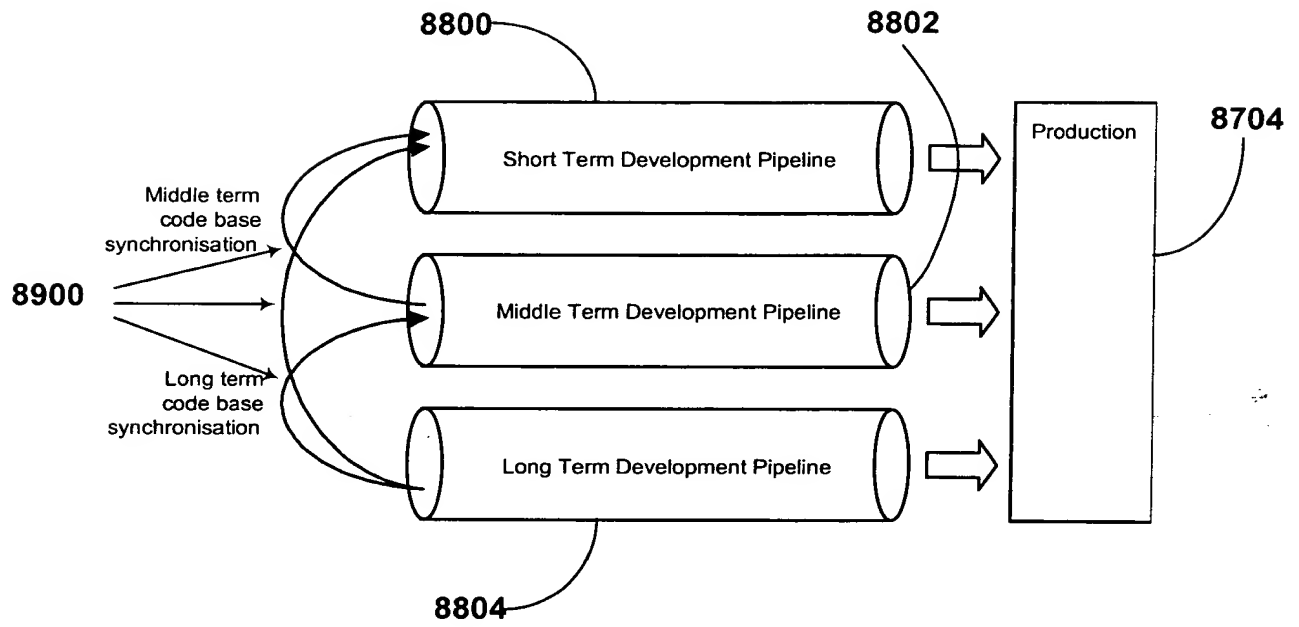 8800
8802
8704
Production
Short Term Development Pipeline
Middle term
code base
synchronisation
8900
Middle Term Development Pipeline
Long term
code base
synchronisation
Long Term Development Pipeline
8804